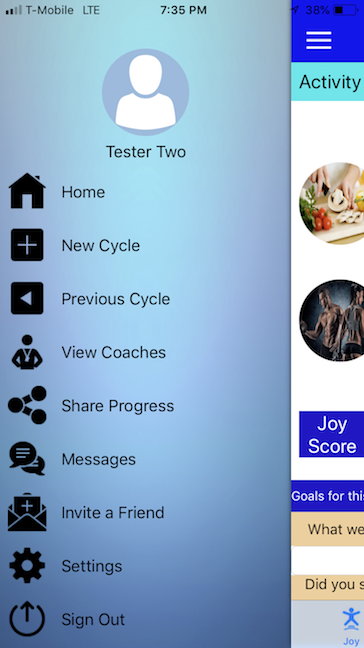 T-Mobile LTE 7:35 PM 38%
Activity
Tester Two
Home
New Cycle
Previous Cycle
View Coaches
Share Progress
Messages
Invite a Friend
Settings
Sign Out
Joy
Score
Goals for this
What we
Did you s
Joy